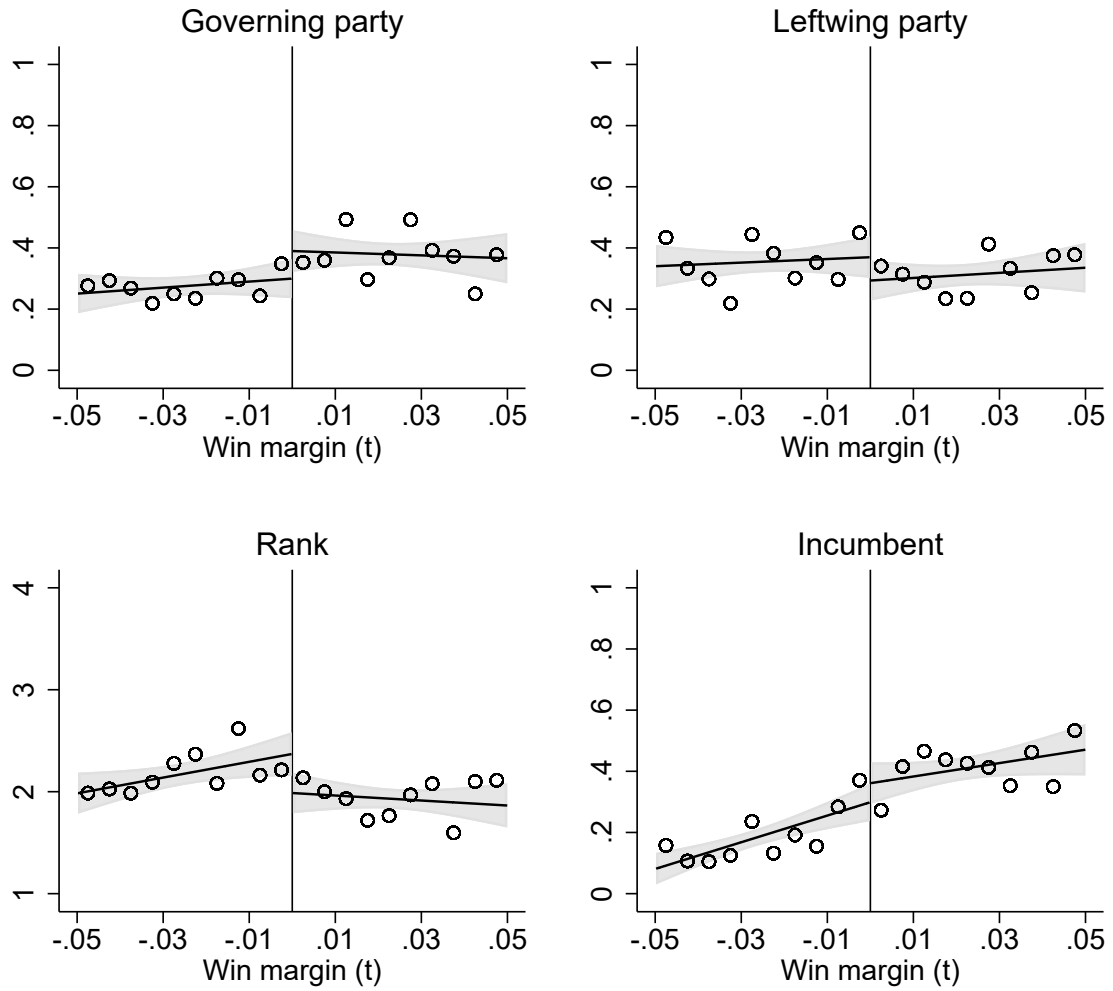 Governing party
1
.8
.6
.4
.2
0
-.05 -.03 -.01 .01 .03 .05
Win margin (t)
Leftwing party
1
.8
.6
.4
.2
0
-.05 -.03 -.01 .01 .03 .05
Win margin (t)
Rank
4
3
2
1
-.05 -.03 -.01 .01 .03 .05
Win margin (t)
Incumbent
1
.8
.6
.4
.2
0
-.05 -.03 -.01 .01 .03 .05
Win margin (t)